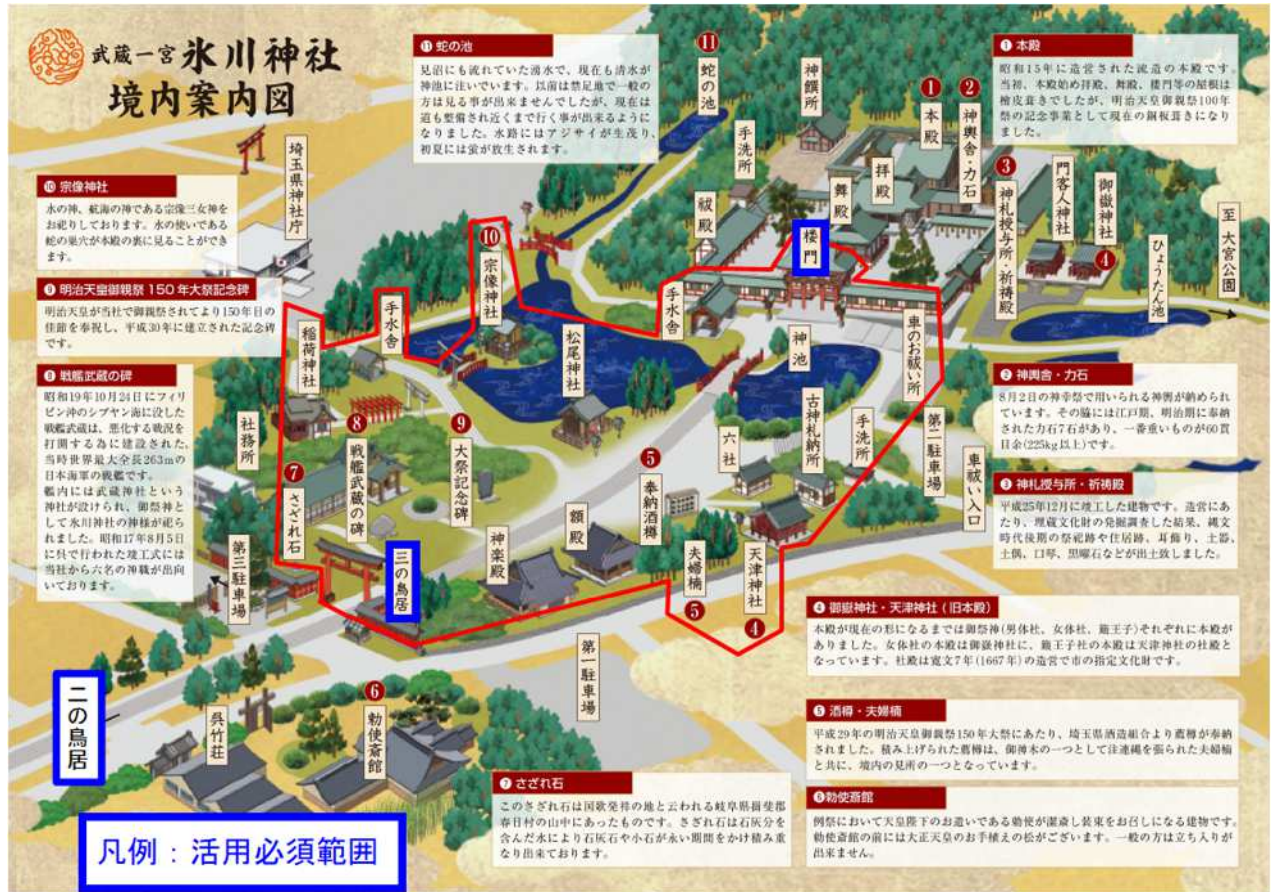 武蔵一宮 氷川神社
境内案内図
⑪ 蛇の池
見沼にも流れていた湧水で、現在も清水が
神池に注いでいます。以前は禁足地で一般の
方は見る事が出来ませんでしたが、現在は
道も整備され近くまで行く事が出来るように
なりました。水路にはアジサイが生茂り、
初夏には蛍が放生されます。
① 本殿
昭和15年に造営された流造の本殿です。
当初、本殿始め拝殿、舞殿、楼門等の屋根は
檜皮葺きでしたが、明治天皇御親祭100年
祭の記念事業として現在の銅板葺きになり
ました。
⑩ 宗像神社
水の神、航海の神である宗像三女神を
お祀りしております。水の使いである
蛇の巣穴が本殿の裏に見ることができ
ます。
⑨ 明治天皇御親祭 150 年大祭記念碑
明治天皇が当社で御親祭されてより150年目の
佳節を奉祝し、平成30年に建立された記念碑
です。
⑧ 戦艦武蔵の碑
昭和19年10月24日にフィリ
ピン沖のシブヤン海に没した
戦艦武蔵は、悪化する戦況を
打開する為に建設された、
当時世界最大全長263mの
日本海軍の戦艦です。
艦内には武蔵神社という
神社が設けられ、御祭神と
して氷川神社の神様が祀ら
れました。昭和17年8月5日
に呉で行われた竣工式には
当社から六名の神職が出向
いております。
② 神輿舎・力石
8月2日の神幸祭で用いられる神輿が納められ
ています。その脇には江戸期、明治期に奉納
された力石7石があり、一番重いものが60貫
目余(225kg以上)です。
③ 神札授与所・祈祷殿
平成25年12月に竣工した建物です。造営にあ
たり、埋蔵文化財の発掘調査した結果、縄文
時代後期の祭祀跡や住居跡、耳飾り、土器、
土偶、口琴、黒曜石などが出土致しました。
④ 御嶽神社・天津神社 ( 旧本殿 )
本殿が現在の形になるまでは御祭神(男体社、女体社、簸王子)それぞれに本殿が
ありました。女体社の本殿は御嶽神社に、簸王子社の本殿は天津神社の社殿と
なっています。社殿は寛文7年(1667年)の造営で市の指定文化財です。
⑤ 酒樽・夫婦楠
平成29年の明治天皇御親祭150年大祭にあたり、埼玉県酒造組合より薦樽が奉納
されました。積み上げられた薦樽は、御神木の一つとして注連縄を張られた夫婦楠
と共に、境内の見所の一つとなっています。
⑥ 勅使斎館
例祭において天皇陛下のお遣いである勅使が潔斎し装束をお召しになる建物です。
勅使斎館の前には大正天皇のお手植えの松がございます。一般の方は立ち入りが
出来ません。
⑦ さざれ石
このさざれ石は国歌発祥の地と云われる岐阜県揖斐郡
春日村の山中にあったものです。さざれ石は石灰分を
含んだ水により石灰石や小石が永い期間をかけ積み重
なり出来ております。
埼玉県神社庁
⑪
蛇の池
神饌所
手洗所
祓殿
①
本殿
②
神輿舎・力石
拝殿
舞殿
楼門
③
神札授与所・祈祷殿
門客人神社
御嶽神社
④
ひょうたん池
至 大宮公園
⑩
宗像神社
手水舎
稲荷神社
松尾神社
手水舎
神池
車のお祓い所
社務所
⑦
さざれ石
⑧
戦艦武蔵の碑
⑨
大祭記念碑
⑤
奉納酒樽
六社
古神札納所
手洗所
第二駐車場
車祓い入口
第三駐車場
三の鳥居
神楽殿
額殿
夫婦楠
⑤
天津神社
④
第一駐車場
二の鳥居
呉竹荘
⑥
勅使斎館
凡例：活用必須範囲